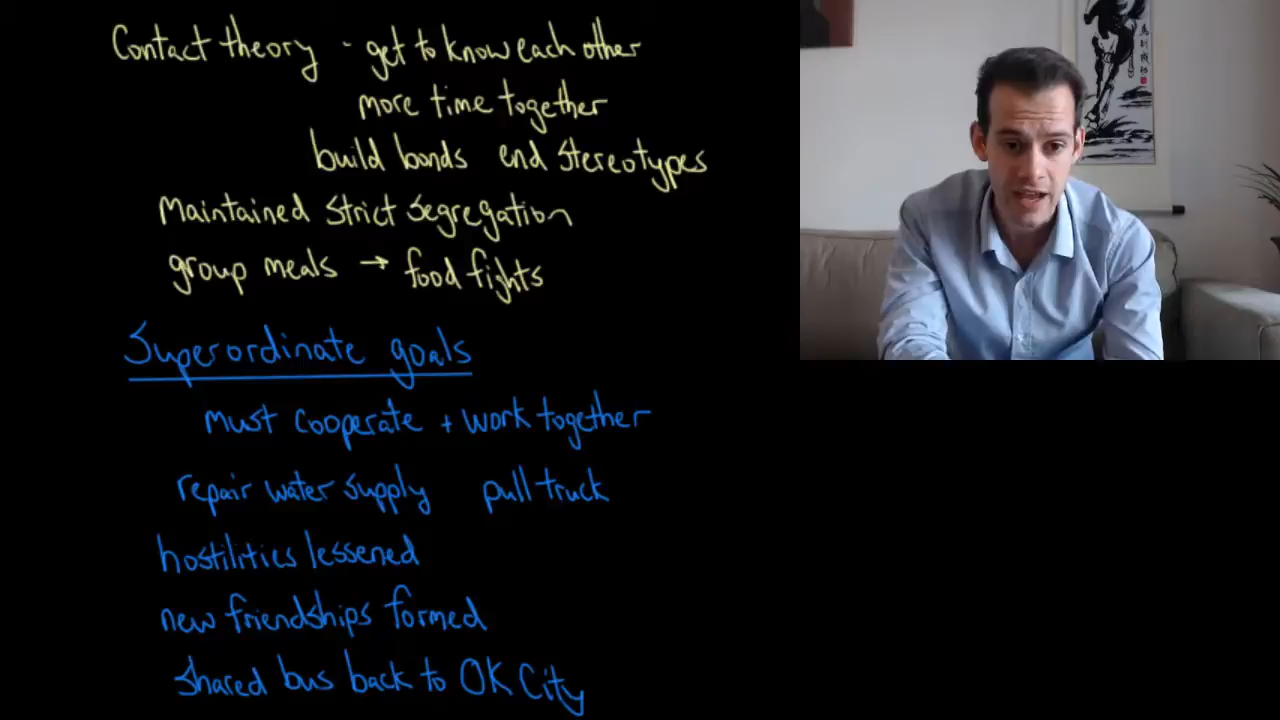 Contact theory - get to know each other
more time together
build bonds end stereotypes
Maintained strict segregation
group meals → food fights
Superordinate goals
must cooperate + work together
repair water supply pull truck
hostilities lessened
new friendships formed
shared bus back to OK City